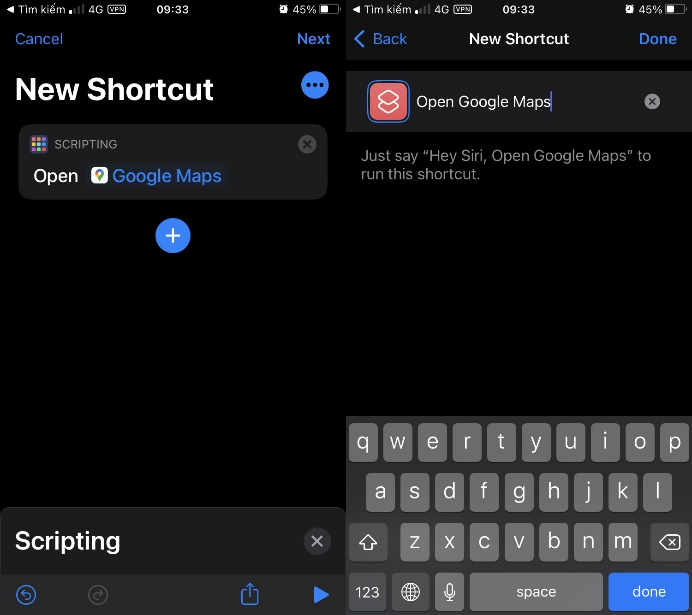 Tìm kiếm 4G VPN 09:33 45%
Cancel Next
New Shortcut
SCRIPTING
Open Google Maps
Scripting
Tìm kiếm 4G VPN 09:33 45%
Back New Shortcut Done
Open Google Maps
Just say “Hey Siri, Open Google Maps” to
run this shortcut.
q w e r t y u i o p
a s d f g h j k l
z x c v b n m
123 space done